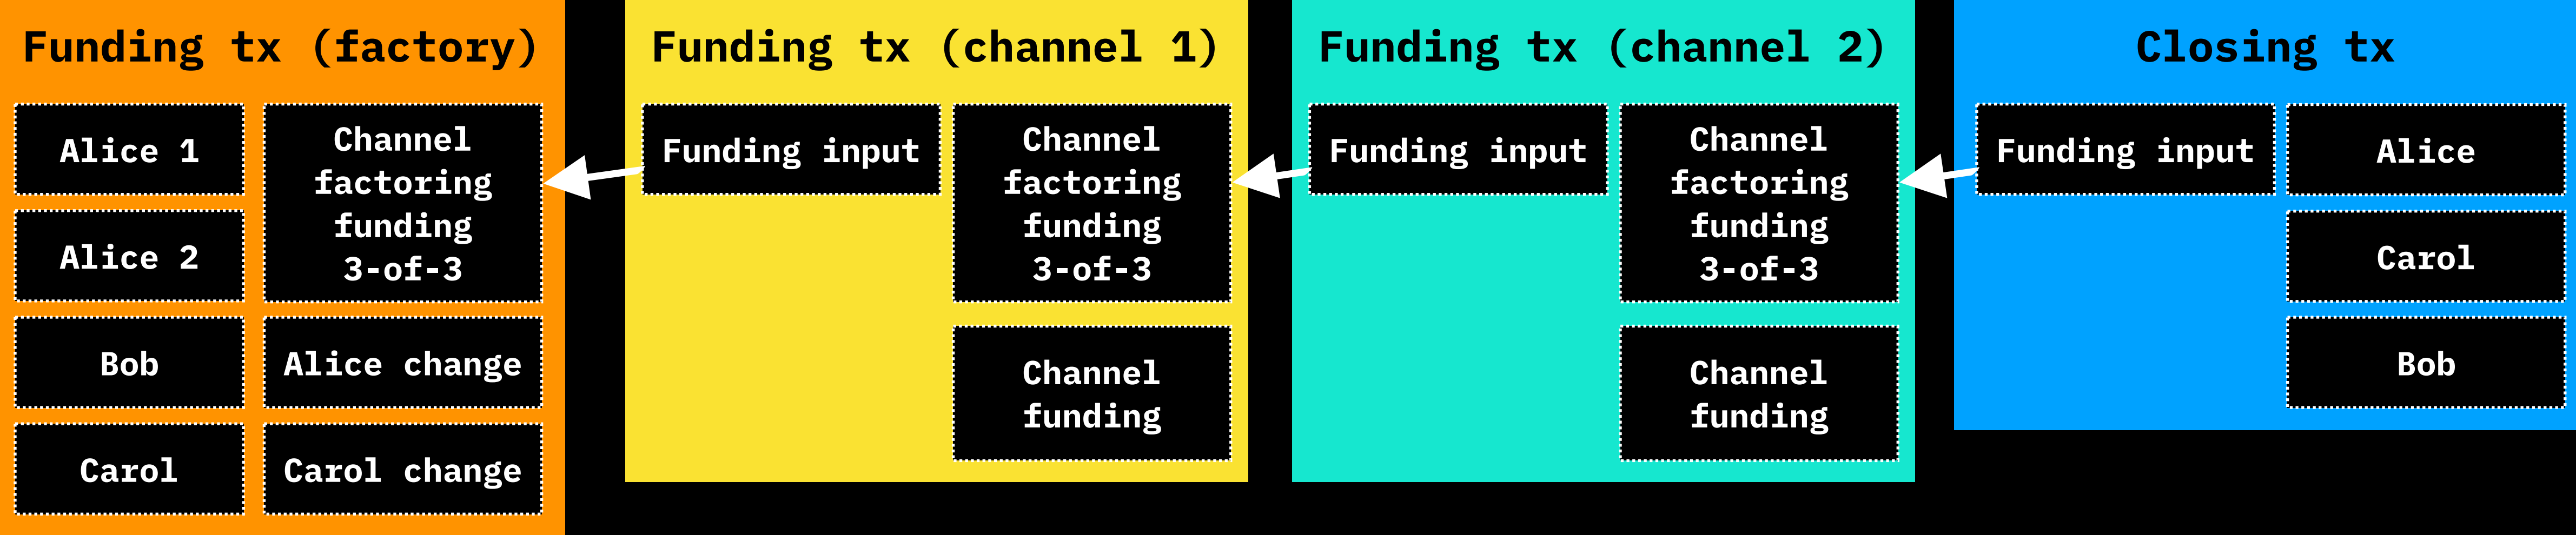 Funding tx (factory)
Alice 1
Alice 2
Bob
Carol
Channel
factoring
funding
3-of-3
Alice change
Carol change
Funding tx (channel 1)
Funding input
Channel
factoring
funding
3-of-3
Channel
funding
Funding tx (channel 2)
Funding input
Channel
factoring
funding
3-of-3
Channel
funding
Closing tx
Funding input
Alice
Carol
Bob